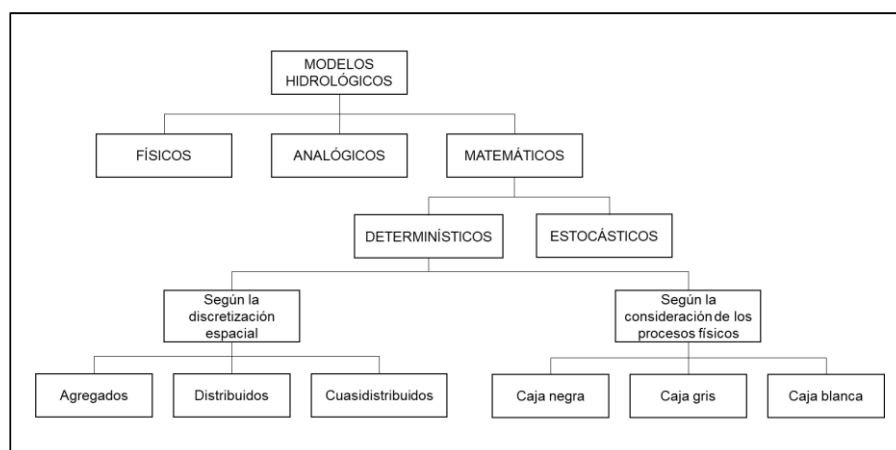 MODELOS
HIDROLÓGICOS
FÍSICOS
ANALÓGICOS
MATEMÁTICOS
DETERMINÍSTICOS
ESTOCÁSTICOS
Según la
discretización
espacial
Según la
consideración de los
procesos físicos
Agregados
Distribuidos
Cuasidistribuidos
Caja negra
Caja gris
Caja blanca